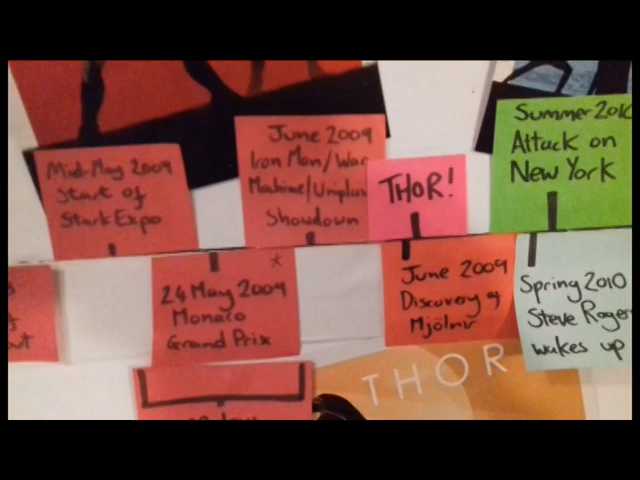 Mid-May 2009
Start of
Stark Expo
June 2009
Iron Man/War
Machine/Whiplash
Showdown
THOR!
Summer 2010
Attack on
New York
24 May 2009
Monaco
Grand Prix
*
June 2009
Discovery of
Mjölnir
Spring 2010
Steve Roger
wakes up
THOR